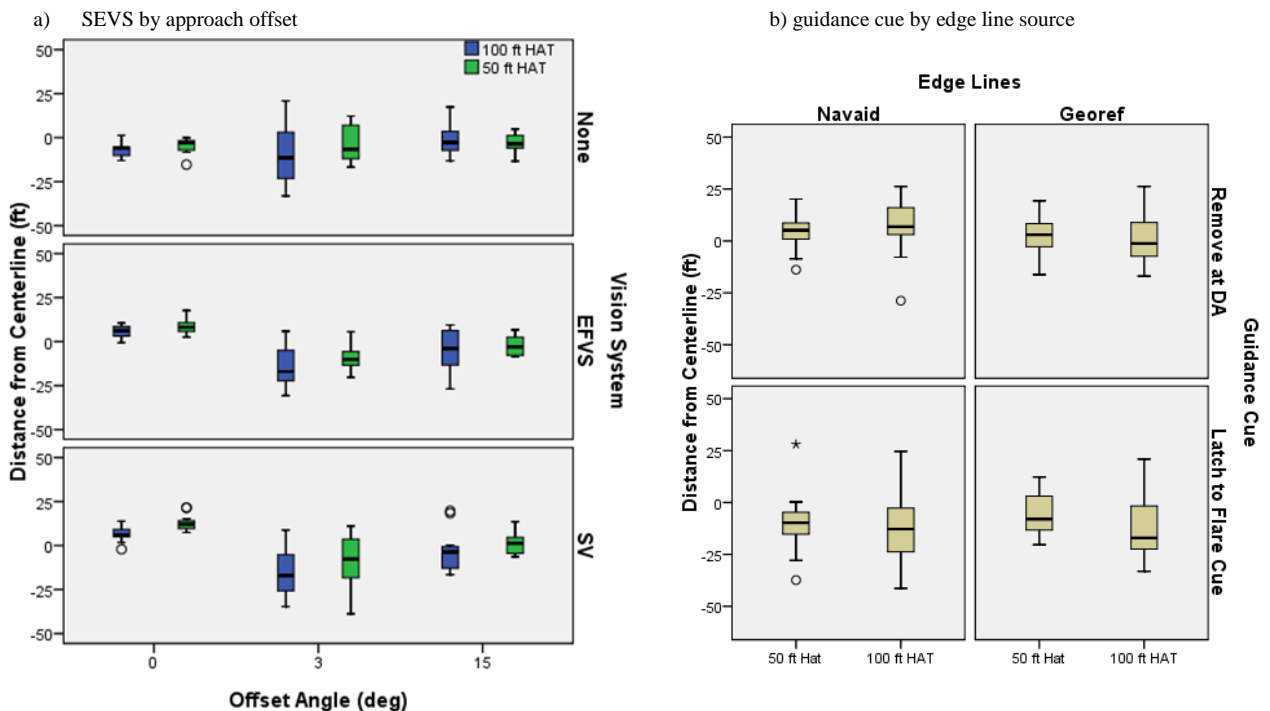 a) SEVS by approach offset
100 ft HAT
50 ft HAT
50
25
0
-25
-50
None
50
25
0
-25
-50
EFVS
50
25
0
-25
-50
SV
Distance from Centerline (ft)
Vision System
0 3 15
Offset Angle (deg)
b) guidance cue by edge line source
Edge Lines
Navaid Georef
50
25
0
-25
-50
Remove at DA
50
25
0
-25
-50
Latch to Flare Cue
Distance from Centerline (ft)
Guidance Cue
50 ft Hat 100 ft HAT 50 ft Hat 100 ft HAT